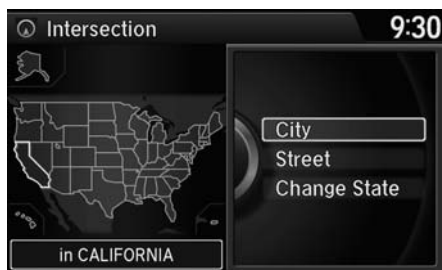 Intersection
9:30
City
Street
Change State
in CALIFORNIA